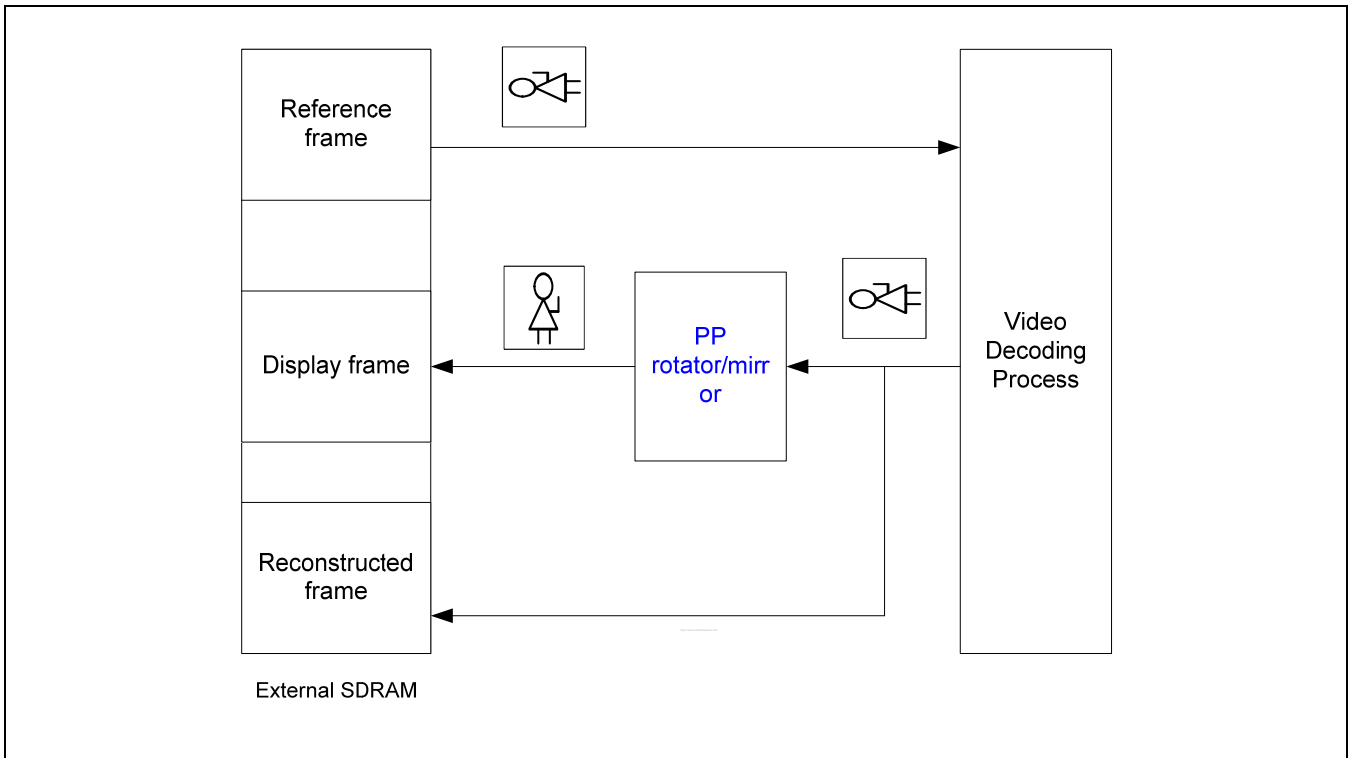 Reference
frame
Display frame
PP
rotator/mirr
or
Video
Decoding
Process
Reconstructed
frame
External SDRAM